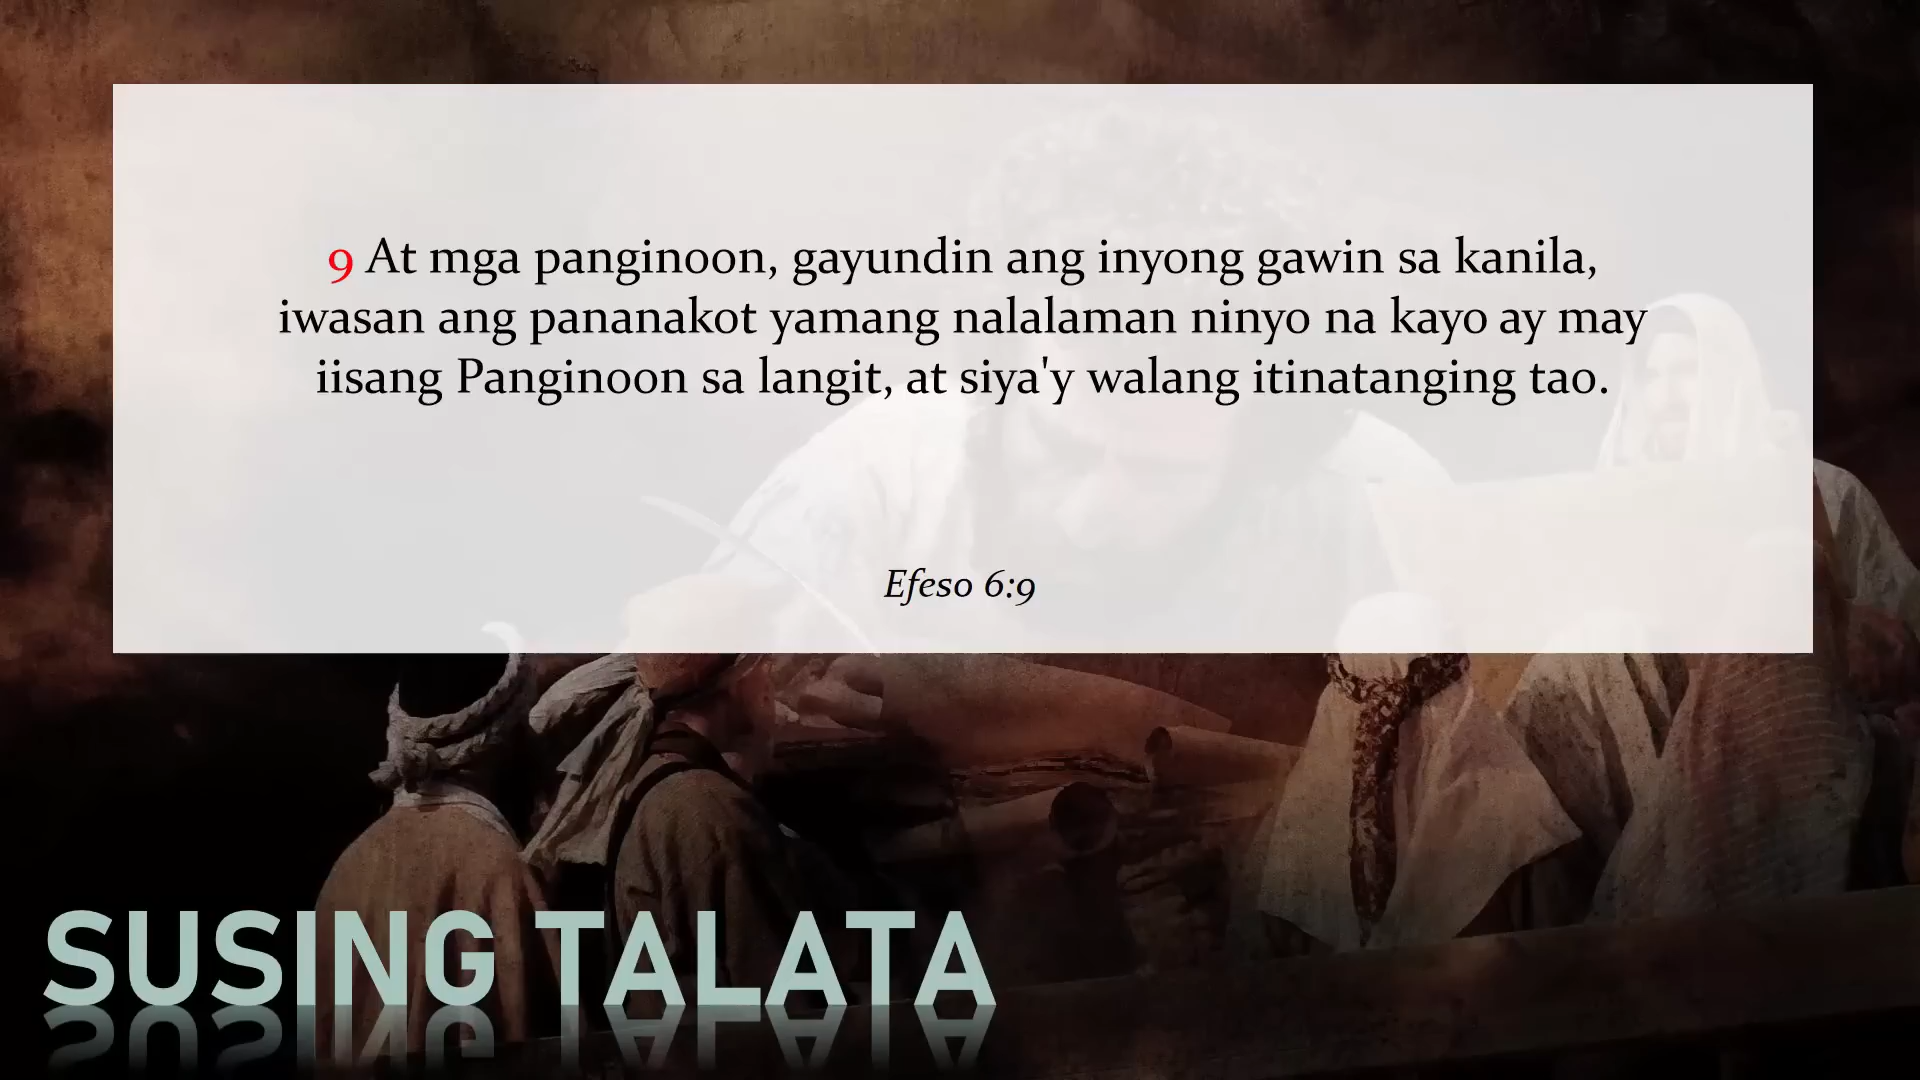 9 At mga panginoon, gayundin ang inyong gawin sa kanila,
iwasan ang pananakot yamang nalalaman ninyo na kayo ay may
iisang Panginoon sa langit, at siya'y walang itinatanging tao.
Efeso 6:9
SUSING TALATA